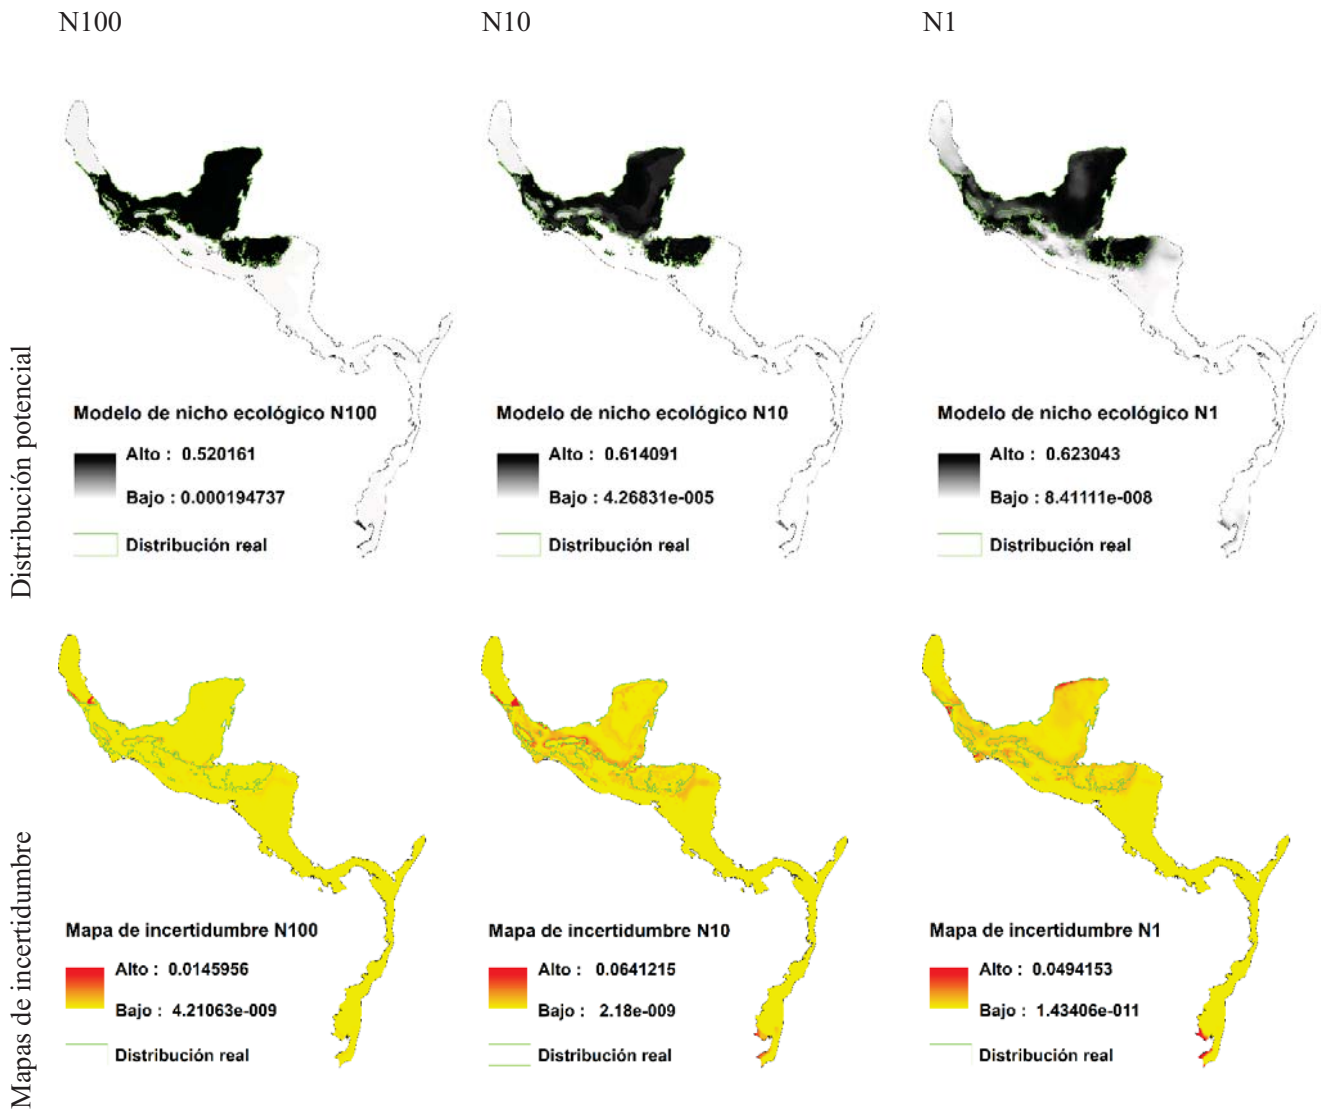 N100
N10
N1
Distribución potencial
Modelo de nicho ecológico N100
Alto : 0.520161
Bajo : 0.000194737
Distribución real
Modelo de nicho ecológico N10
Alto : 0.614091
Bajo : 4.26831e-005
Distribución real
Modelo de nicho ecológico N1
Alto : 0.623043
Bajo : 8.41111e-008
Distribución real
Mapas de incertidumbre
Mapa de incertidumbre N100
Alto : 0.0145956
Bajo : 4.21063e-009
Distribución real
Mapa de incertidumbre N10
Alto : 0.0641215
Bajo : 2.18e-009
Distribución real
Mapa de incertidumbre N1
Alto : 0.0494153
Bajo : 1.43406e-011
Distribución real